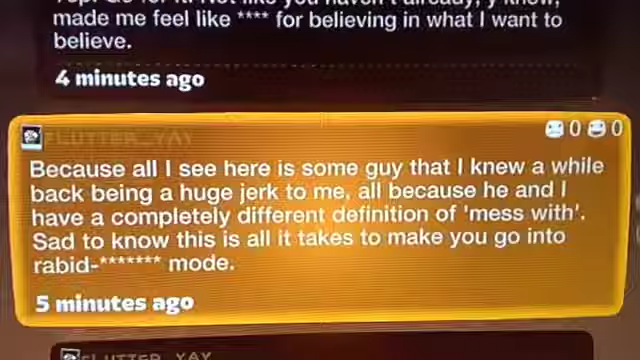 made me feel like **** for believing in what I want to
believe.
4 minutes ago
FLUTTER_YAY
0 0
Because all I see here is some guy that I knew a while
back being a huge jerk to me, all because he and I
have a completely different definition of 'mess with'.
Sad to know this is all it takes to make you go into
rabid-******* mode.
5 minutes ago
FLUTTER_YAY